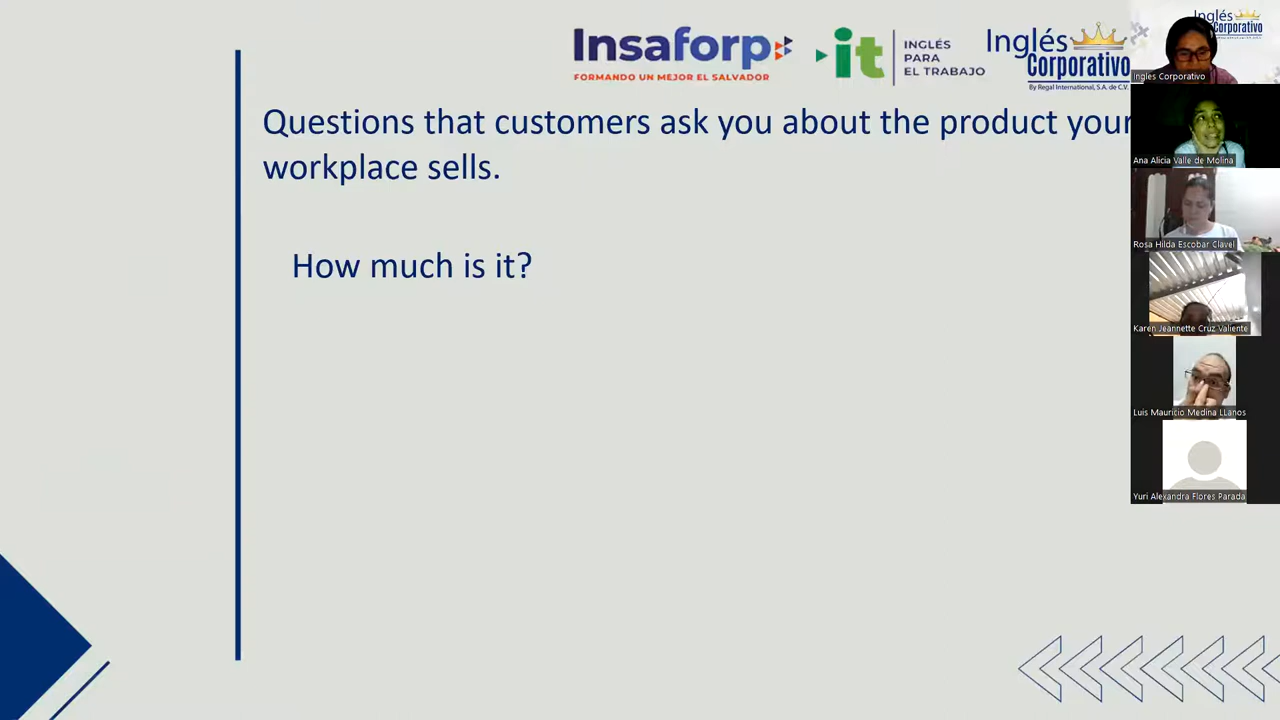 Insaforp
FORMANDO UN MEJOR EL SALVADOR
it
INGLÉS
PARA
EL TRABAJO
Inglés
Corporativo
By Regal International, S.A. de C.V.
Questions that customers ask you about the product your
workplace sells.
How much is it?
Inglés
Corporativo
Ingles Corporativo
Ana Alicia Valle de Molina
Rosa Hilda Escobar Clavel
Karen Jeannette Cruz Valiente
Luis Mauricio Medina LLanos
Yuri Alexandra Flores Parada